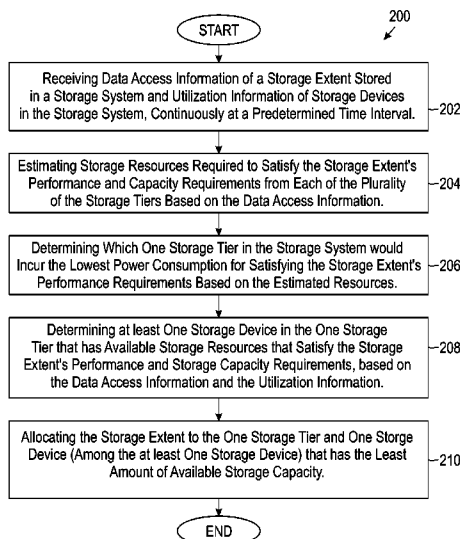 START
200
Receiving Data Access Information of a Storage Extent Stored
in a Storage System and Utilization Information of Storage Devices
in the Storage System, Continuously at a Predetermined Time Interval.
202
Estimating Storage Resources Required to Satisfy the Storage Extent's
Performance and Capacity Requirements from Each of the Plurality
of the Storage Tiers Based on the Data Access Information.
204
Determining Which One Storage Tier in the Storage System would
Incur the Lowest Power Consumption for Satisfying the Storage Extent's
Performance Requirements Based on the Estimated Resources.
206
Determining at least One Storage Device in the One Storage
Tier that has Available Storage Resources that Satisfy the Storage
Extent's Performance and Storage Capacity Requirements, based on
the Data Access Information and the Utilization Information.
208
Allocating the Storage Extent to the One Storage Tier and One Storge
Device (Among the at least One Storage Device) that has the Least
Amount of Available Storage Capacity.
210
END